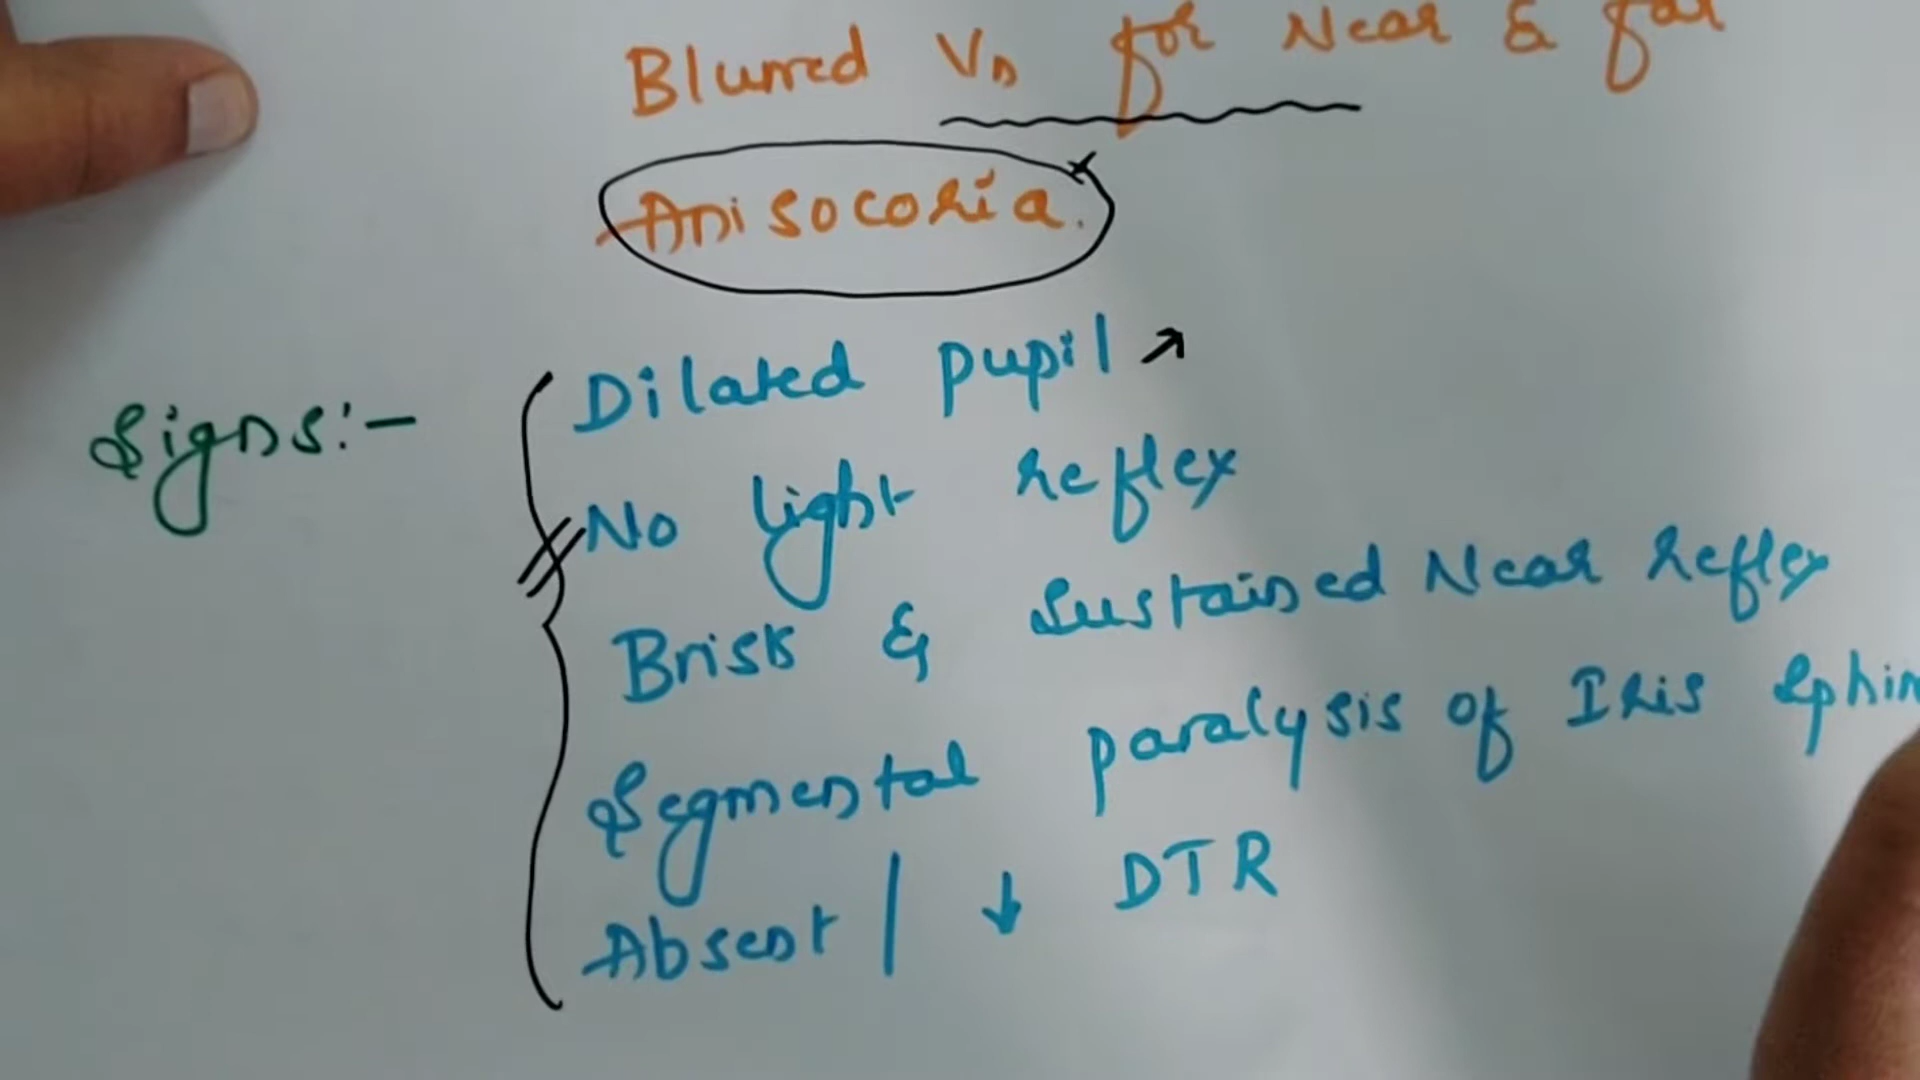 Blurred Vn for Near & far
Anisocoria.
Signs:-
Dilated pupil
No light reflex
Brisk & Sustained Near reflex
Segmental paralysis of Iris Sphin
Absent / ↓ DTR